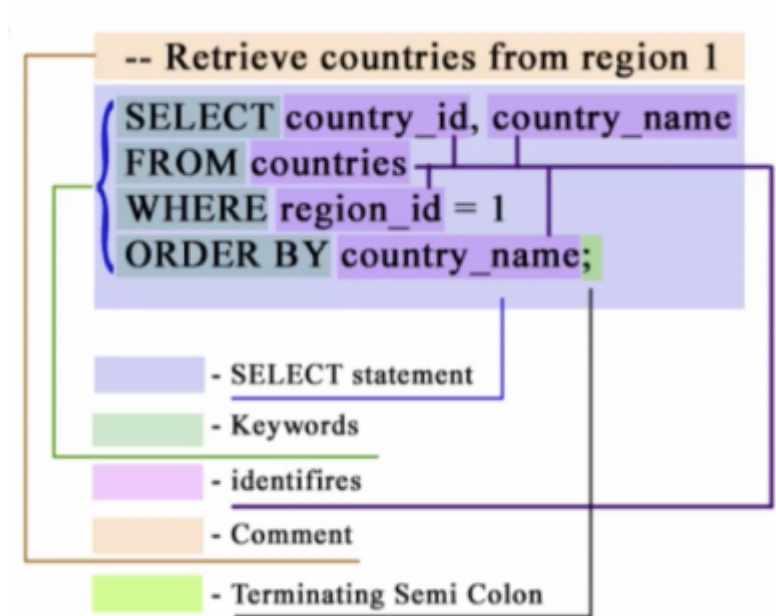 -- Retrieve countries from region 1
SELECT country_id, country_name
FROM countries
WHERE region_id = 1
ORDER BY country_name;
- SELECT statement
- Keywords
- identifires
- Comment
- Terminating Semi Colon